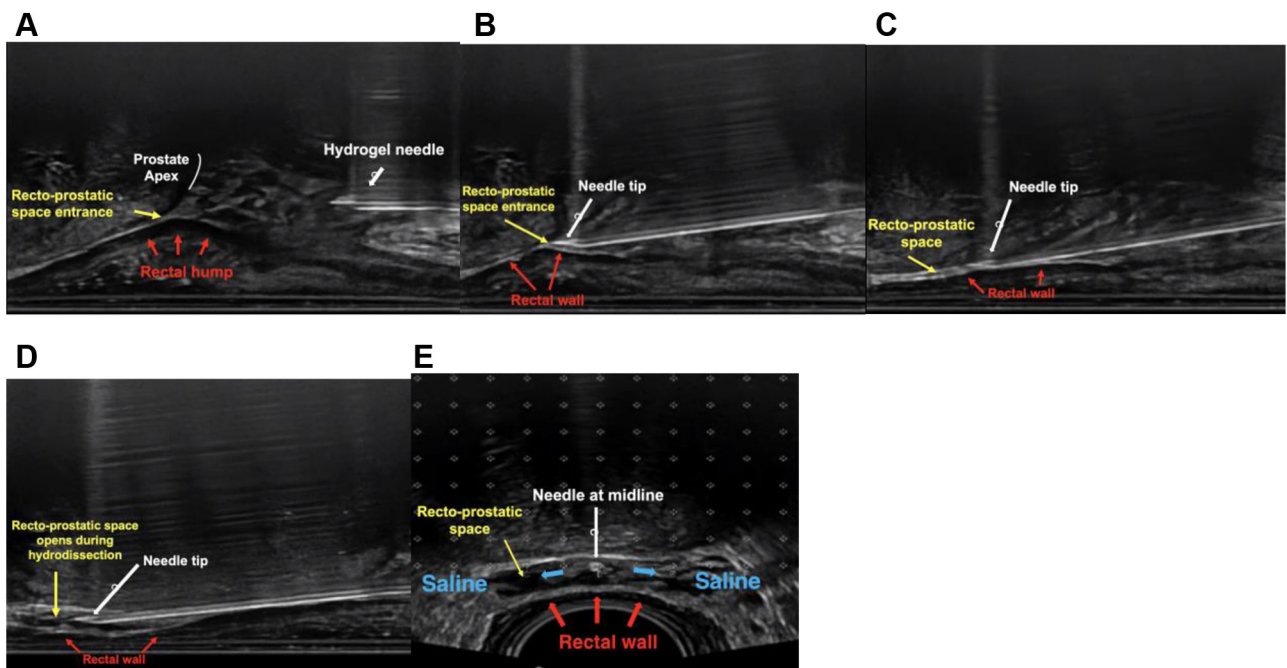 A
Prostate
Apex
Hydrogel needle
Recto-prostatic
space entrance
Rectal hump
B
Needle tip
Recto-prostatic
space entrance
Rectal wall
C
Needle tip
Recto-prostatic
space
Rectal wall
D
Recto-prostatic space
opens during
hydrodissection
Needle tip
Rectal wall
E
Needle at midline
Recto-prostatic
space
Saline
Saline
Rectal wall